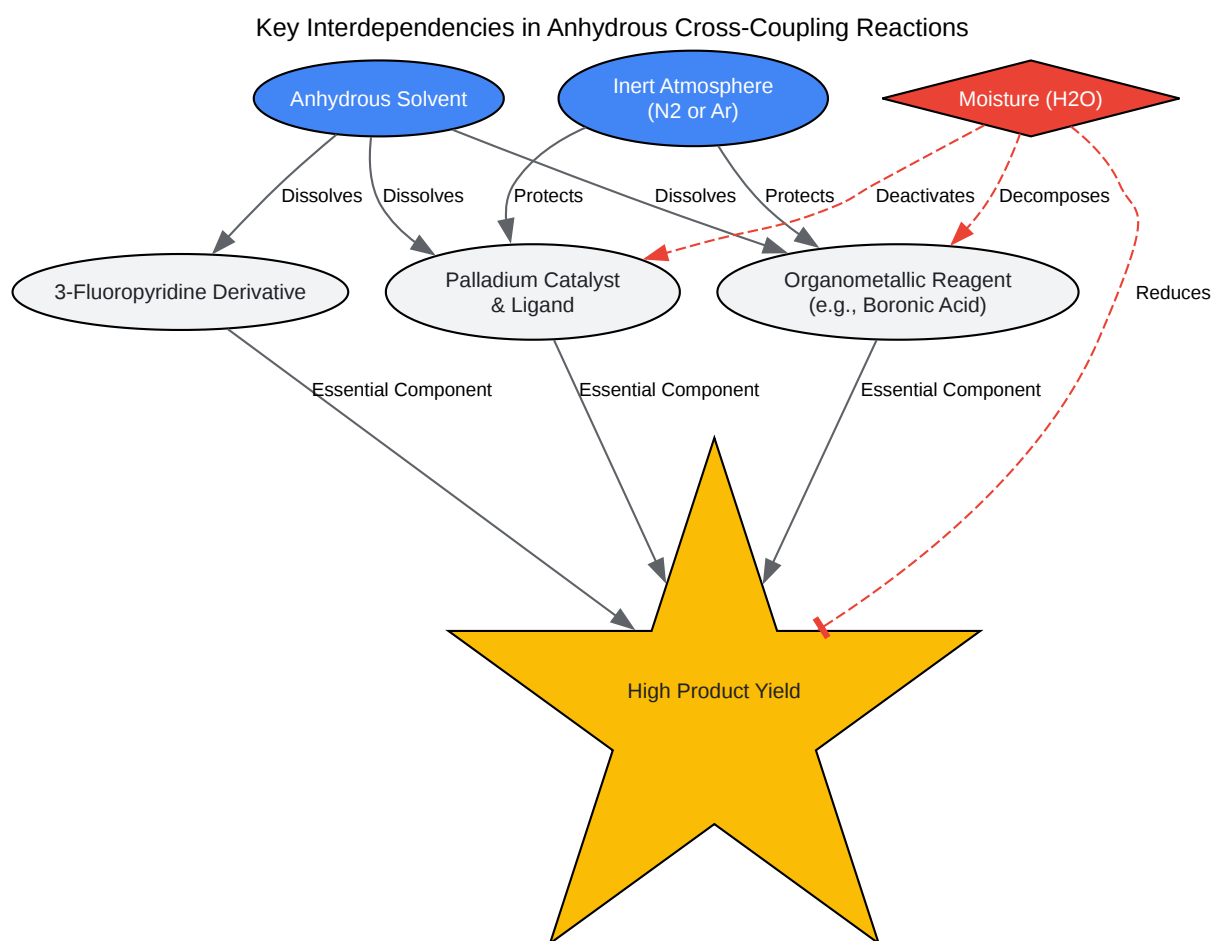 Key Interdependencies in Anhydrous Cross-Coupling Reactions
Anhydrous Solvent
Inert Atmosphere
(N2 or Ar)
Moisture (H2O)
Dissolves
Dissolves
Protects
Dissolves
Protects
Deactivates
Decomposes
3-Fluoropyridine Derivative
Palladium Catalyst
& Ligand
Organometallic Reagent
(e.g., Boronic Acid)
Reduces
Essential Component
Essential Component
Essential Component
High Product Yield